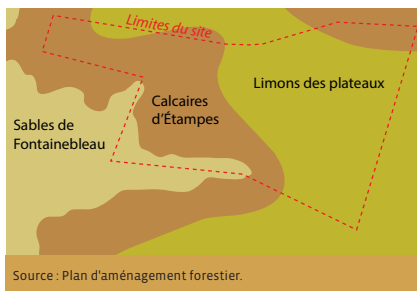 Limites du site
Limons des plateaux
Calcaires
d'Étampes
Sables de
Fontainebleau
Source : Plan d'aménagement forestier.